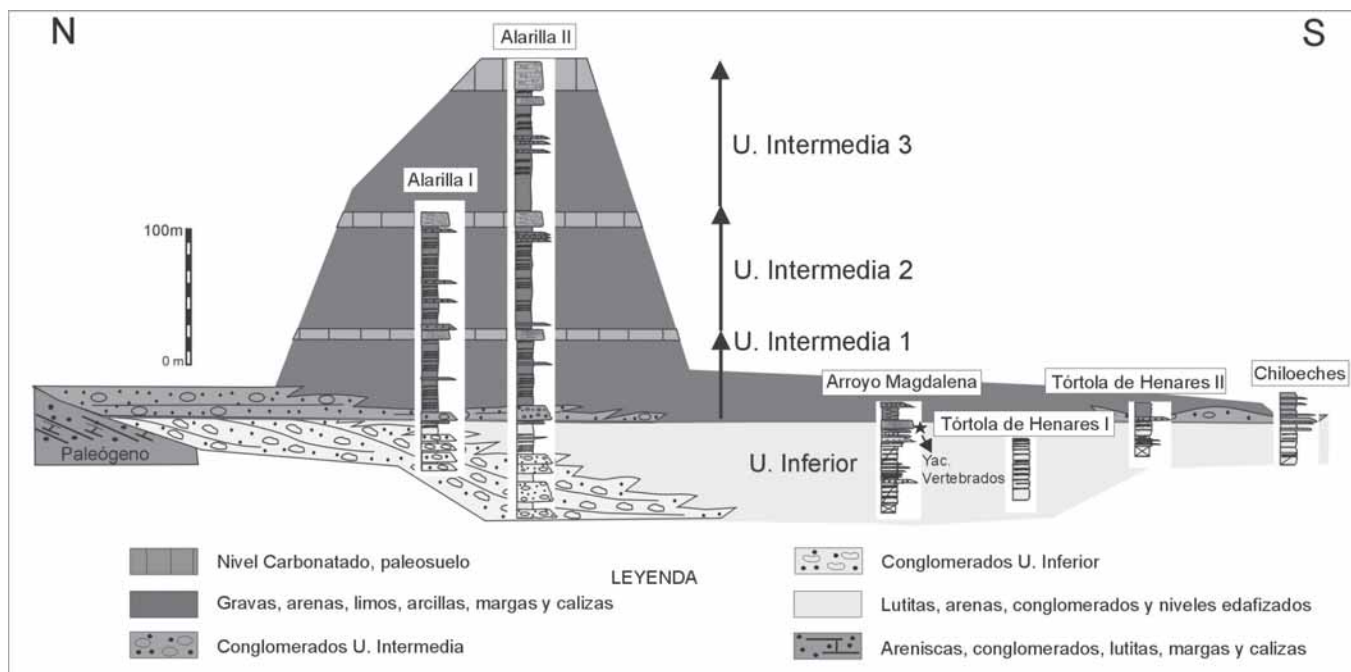 N
S
Alarilla II
Alarilla I
U. Intermedia 3
U. Intermedia 2
U. Intermedia 1
100m
0 m
Arroyo Magdalena
Tórtola de Henares II
Chiloeches
Tórtola de Henares I
Paleógeno
U. Inferior
Yac.
Vertebrados
LEYENDA
Nivel Carbonatado, paleosuelo
Gravas, arenas, limos, arcillas, margas y calizas
Conglomerados U. Intermedia
Conglomerados U. Inferior
Lutitas, arenas, conglomerados y niveles edafizados
Areniscas, conglomerados, lutitas, margas y calizas